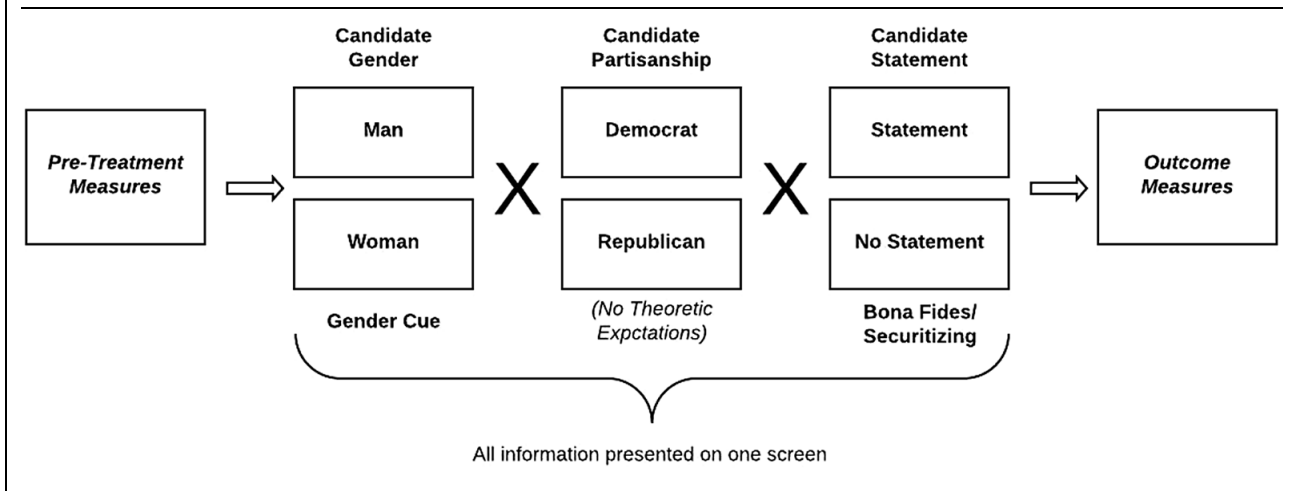 Candidate
Gender
Candidate
Partisanship
Candidate
Statement
Pre-Treatment
Measures
Man
Woman
X
Democrat
Republican
X
Statement
No Statement
Outcome
Measures
Gender Cue
(No Theoretic
Expctations)
Bona Fides/
Securitizing
All information presented on one screen